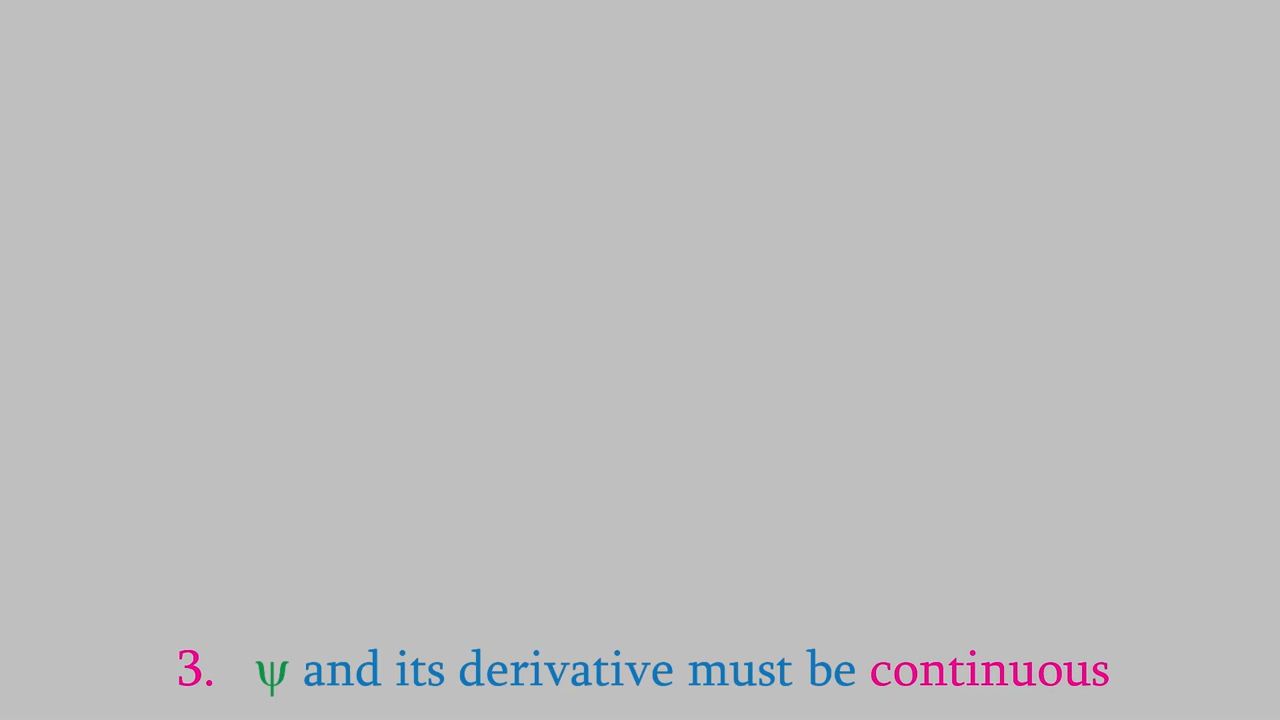 3. ψ and its derivative must be continuous